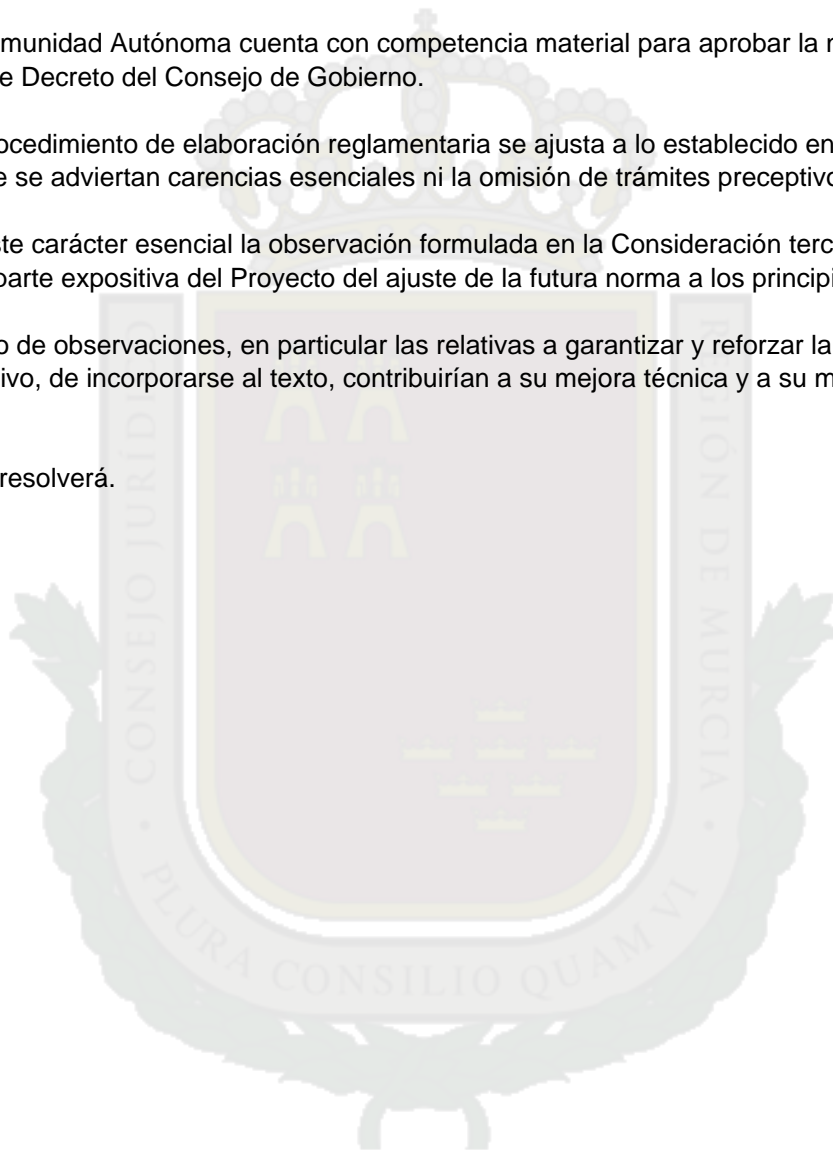 munidad Autónoma cuenta con competencia material para aprobar la
e Decreto del Consejo de Gobierno.
ocedimiento de elaboración reglamentaria se ajusta a lo establecido en
e se adviertan carencias esenciales ni la omisión de trámites preceptivo
ste carácter esencial la observación formulada en la Consideración terc
parte expositiva del Proyecto del ajuste de la futura norma a los principi
o de observaciones, en particular las relativas a garantizar y reforzar la
ivo, de incorporarse al texto, contribuirían a su mejora técnica y a su m
resolverá.
CONSEJO JURÍDICO
REGIÓN DE MURCIA
PLURA CONSILIO QUAM VI